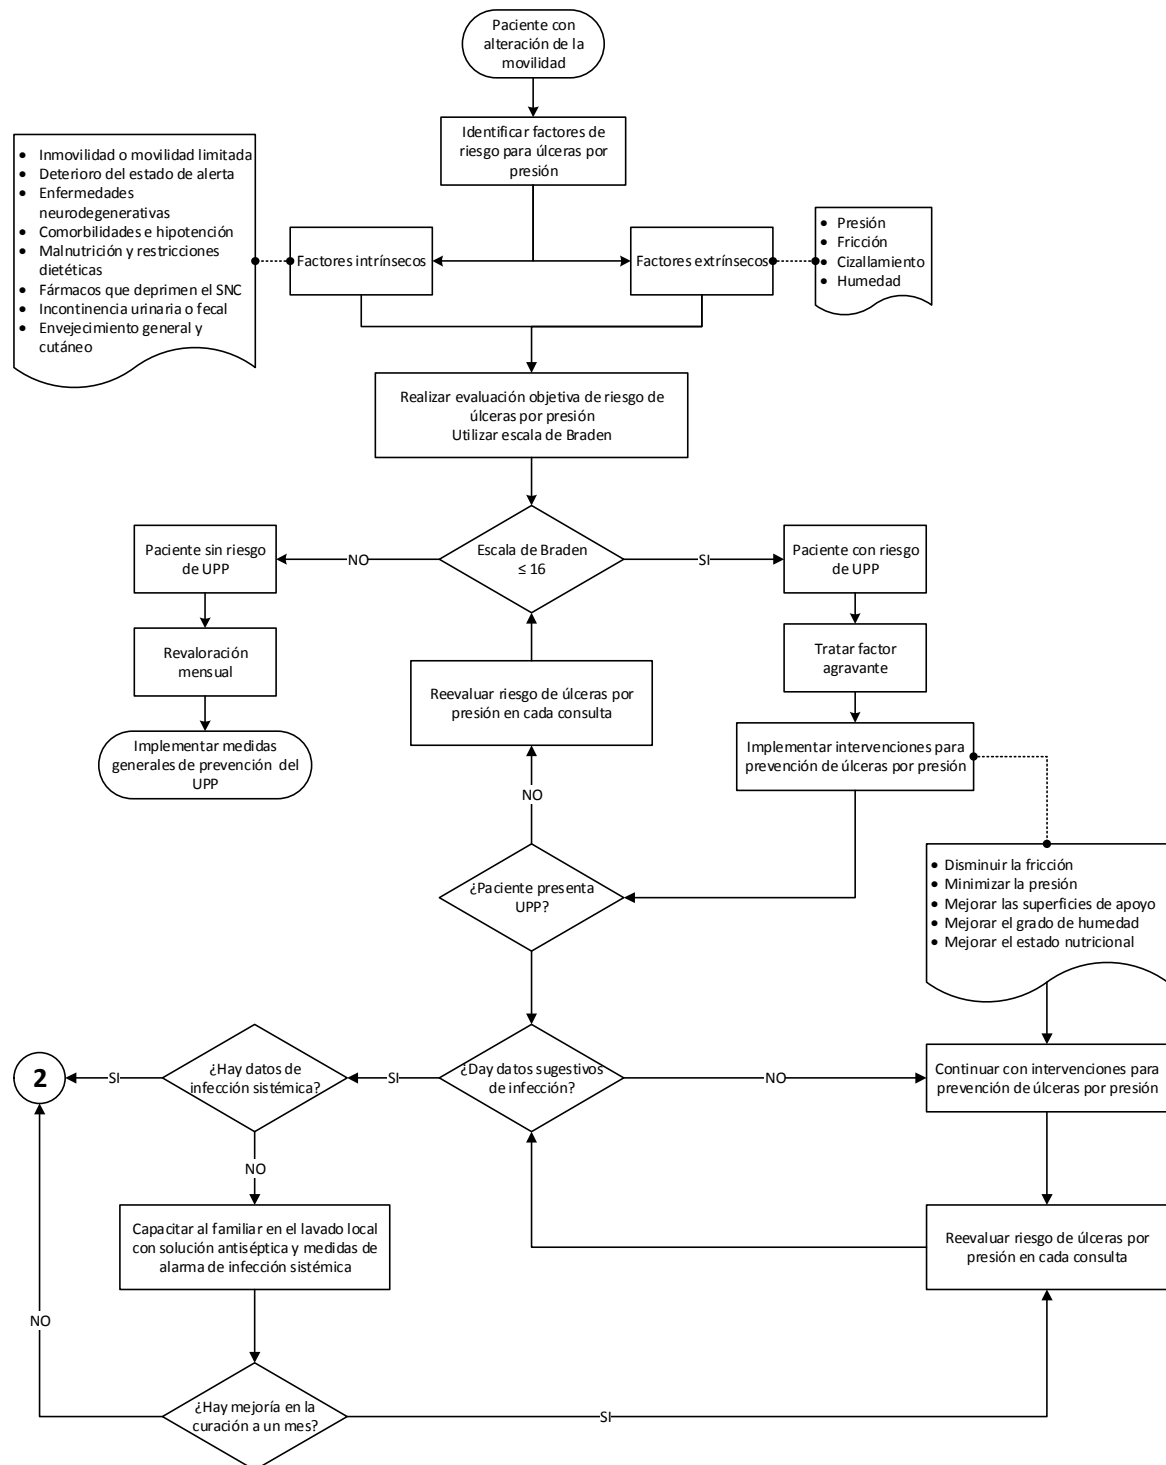 Paciente con
alteración de la
movilidad
Identificar factores de
riesgo para úlceras por
presión
• Inmovilidad o movilidad limitada
• Deterioro del estado de alerta
• Enfermedades
neurodegenerativas
• Comorbilidades e hipotención
• Malnutrición y restricciones
dietéticas
• Fármacos que deprimen el SNC
• Incontinencia urinaria o fecal
• Envejecimiento general y
cutáneo
Factores intrínsecos
Factores extrínsecos
• Presión
• Fricción
• Cizallamiento
• Humedad
Realizar evaluación objetiva de riesgo de
úlceras por presión
Utilizar escala de Braden
Escala de Braden
≤ 16
NO
SI
Paciente sin riesgo
de UPP
Paciente con riesgo
de UPP
Revaloración
mensual
Tratar factor
agravante
Implementar medidas
generales de prevención del
UPP
Reevaluar riesgo de úlceras por
presión en cada consulta
Implementar intervenciones para
prevención de úlceras por presión
NO
¿Paciente presenta
UPP?
• Disminuir la fricción
• Minimizar la presión
• Mejorar las superficies de apoyo
• Mejorar el grado de humedad
• Mejorar el estado nutricional
2
SI
¿Hay datos de
infección sistémica?
SI
¿Day datos sugestivos
de infección?
NO
Continuar con intervenciones para
prevención de úlceras por presión
NO
Capacitar al familiar en el lavado local
con solución antiséptica y medidas de
alarma de infección sistémica
Reevaluar riesgo de úlceras por
presión en cada consulta
NO
¿Hay mejoría en la
curación a un mes?
SI